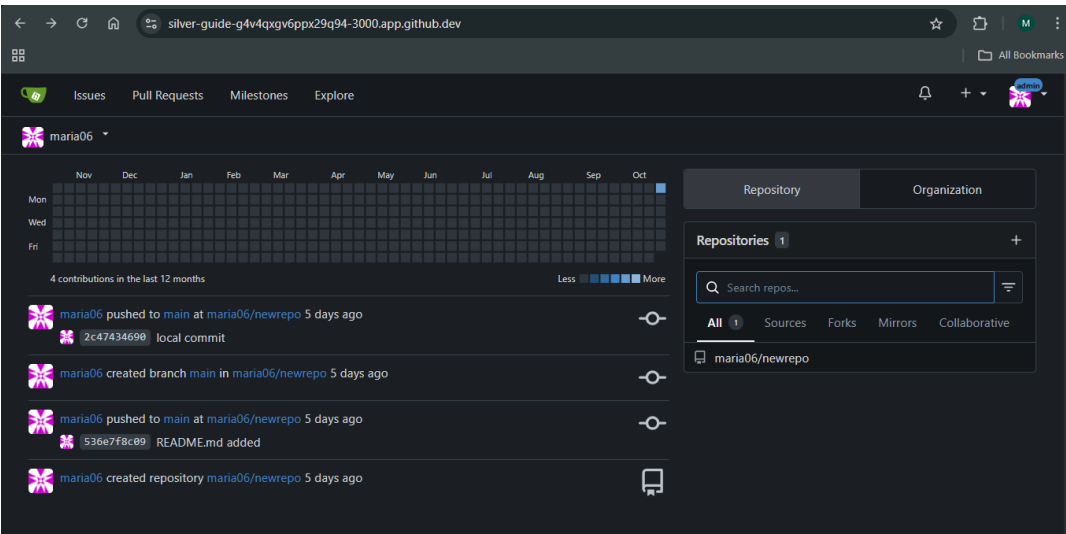 silver-guide-g4v4qxgv6ppx29q94-3000.app.github.dev
M
All Bookmarks
Issues Pull Requests Milestones Explore
admin
maria06
Nov Dec Jan Feb Mar Apr May Jun Jul Aug Sep Oct
Mon
Wed
Fri
4 contributions in the last 12 months
Less More
maria06 pushed to main at maria06/newrepo 5 days ago
2c47434690 local commit
maria06 created branch main in maria06/newrepo 5 days ago
maria06 pushed to main at maria06/newrepo 5 days ago
536e7f8c09 README.md added
maria06 created repository maria06/newrepo 5 days ago
Repository Organization
Repositories 1
Search repos...
All 1 Sources Forks Mirrors Collaborative
maria06/newrepo